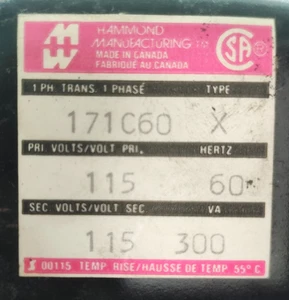 HAMMOND
MANUFACTURING TM
MADE IN CANADA
FABRIQUÉ AU CANADA
1 PH TRANS. 1 PHASÉ TYPE
171C60 X
PRI. VOLTS/VOLT PRI. HERTZ
115 60
SEC VOLTS/VOLT SEC VA
115 300
00115 TEMP. RISE/HAUSSE DE TEMP. 55° C